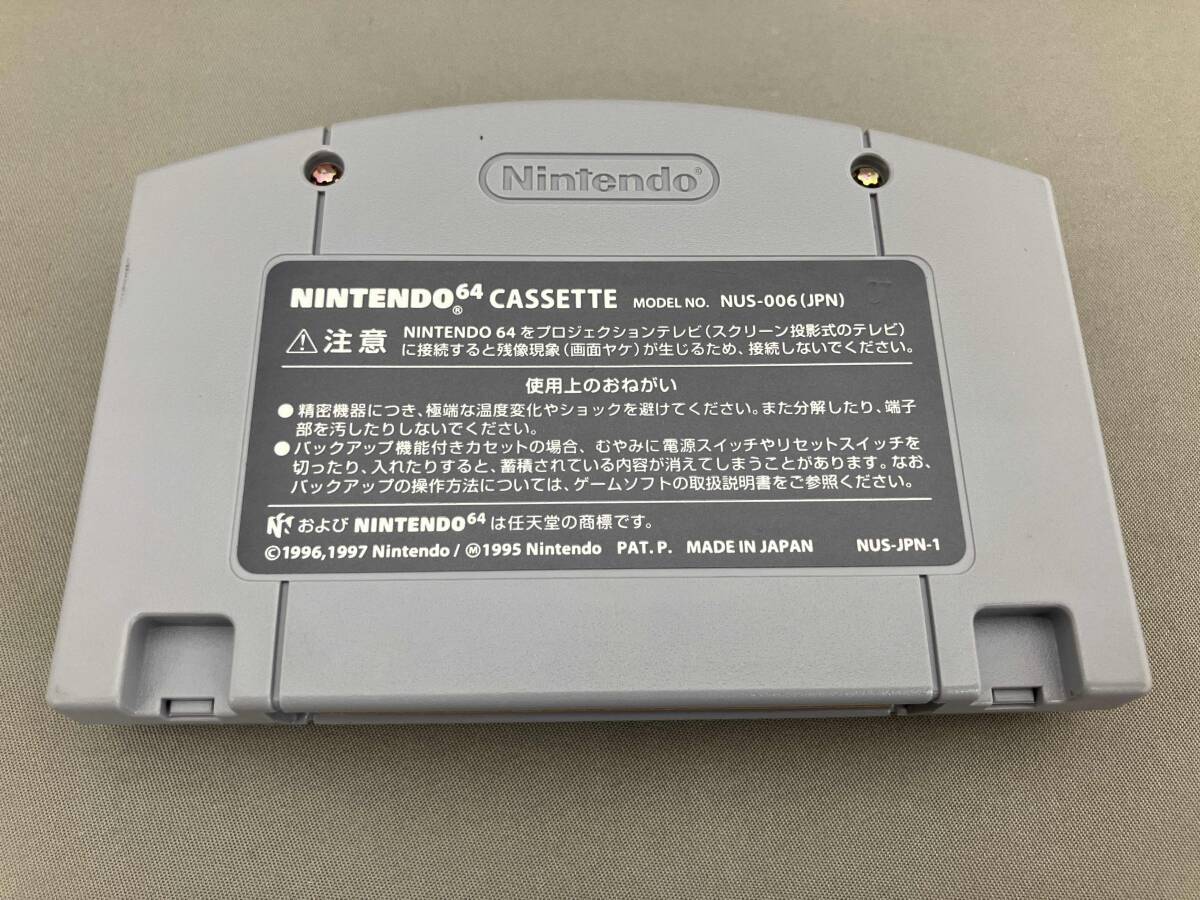 Nintendo®
NINTENDO64® CASSETTE MODEL NO. NUS-006(JPN)
⚠注意 NINTENDO 64をプロジェクションテレビ(スクリーン投影式のテレビ)
に接続すると残像現象(画面ヤケ)が生じるため、接続しないでください。
使用上のおねがい
●精密機器につき、極端な温度変化やショックを避けてください。また分解したり、端子
部を汚したりしないでください。
●バックアップ機能付きカセットの場合、むやみに電源スイッチやリセットスイッチを
切ったり、入れたりすると、蓄積されている内容が消えてしまうことがあります。なお、
バックアップの操作方法については、ゲームソフトの取扱説明書をご参照ください。
および NINTENDO64 は任天堂の商標です。
©1996,1997 Nintendo / Ⓜ1995 Nintendo PAT. P. MADE IN JAPAN NUS-JPN-1